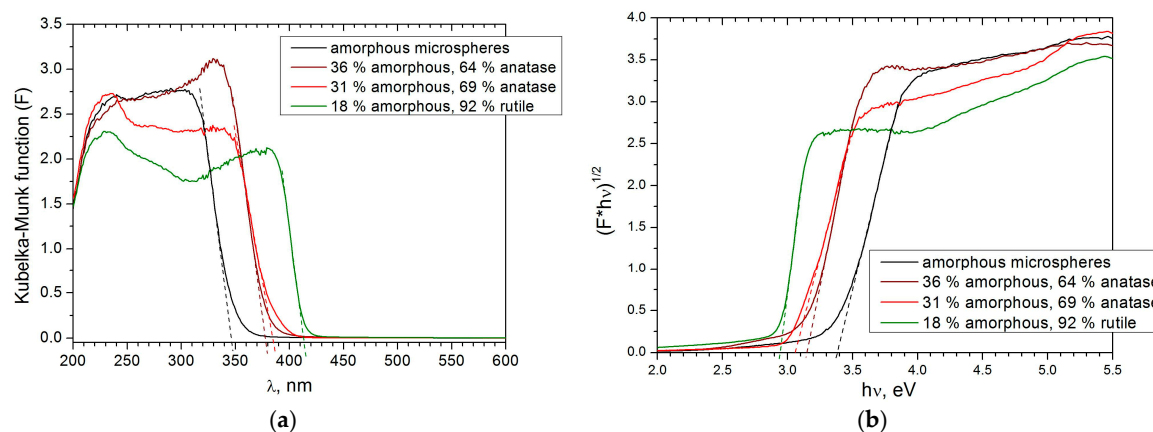 (a)
3.5
3.0
2.5
2.0
1.5
1.0
0.5
0.0
Kubelka-Munk function (F)
amorphous microspheres
36 % amorphous, 64 % anatase
31 % amorphous, 69 % anatase
18 % amorphous, 92 % rutile
200 250 300 350 400 450 500 550 600
λ, nm
(a)
4.0
3.5
3.0
2.5
2.0
1.5
1.0
0.5
0.0
(F*hν)^1/2
amorphous microspheres
36 % amorphous, 64 % anatase
31 % amorphous, 69 % anatase
18 % amorphous, 92 % rutile
2.0 2.5 3.0 3.5 4.0 4.5 5.0 5.5
hν, eV
(b)